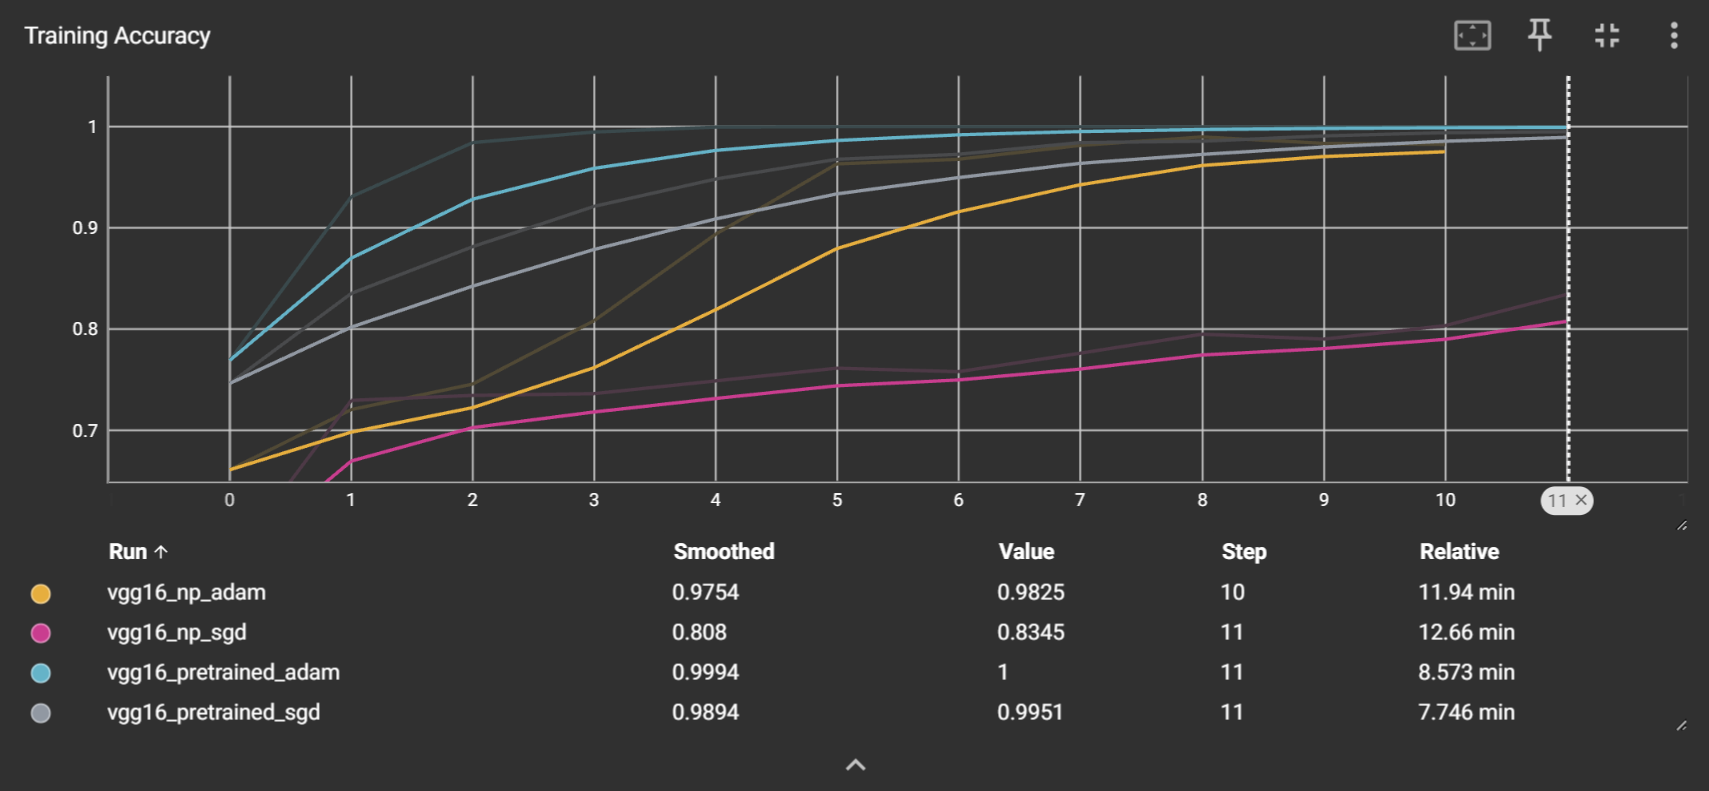 Training Accuracy
1
0.9
0.8
0.7
0 1 2 3 4 5 6 7 8 9 10 11 ×
Run ↑ Smoothed Value Step Relative
vgg16_np_adam 0.9754 0.9825 10 11.94 min
vgg16_np_sgd 0.808 0.8345 11 12.66 min
vgg16_pretrained_adam 0.9994 1 11 8.573 min
vgg16_pretrained_sgd 0.9894 0.9951 11 7.746 min